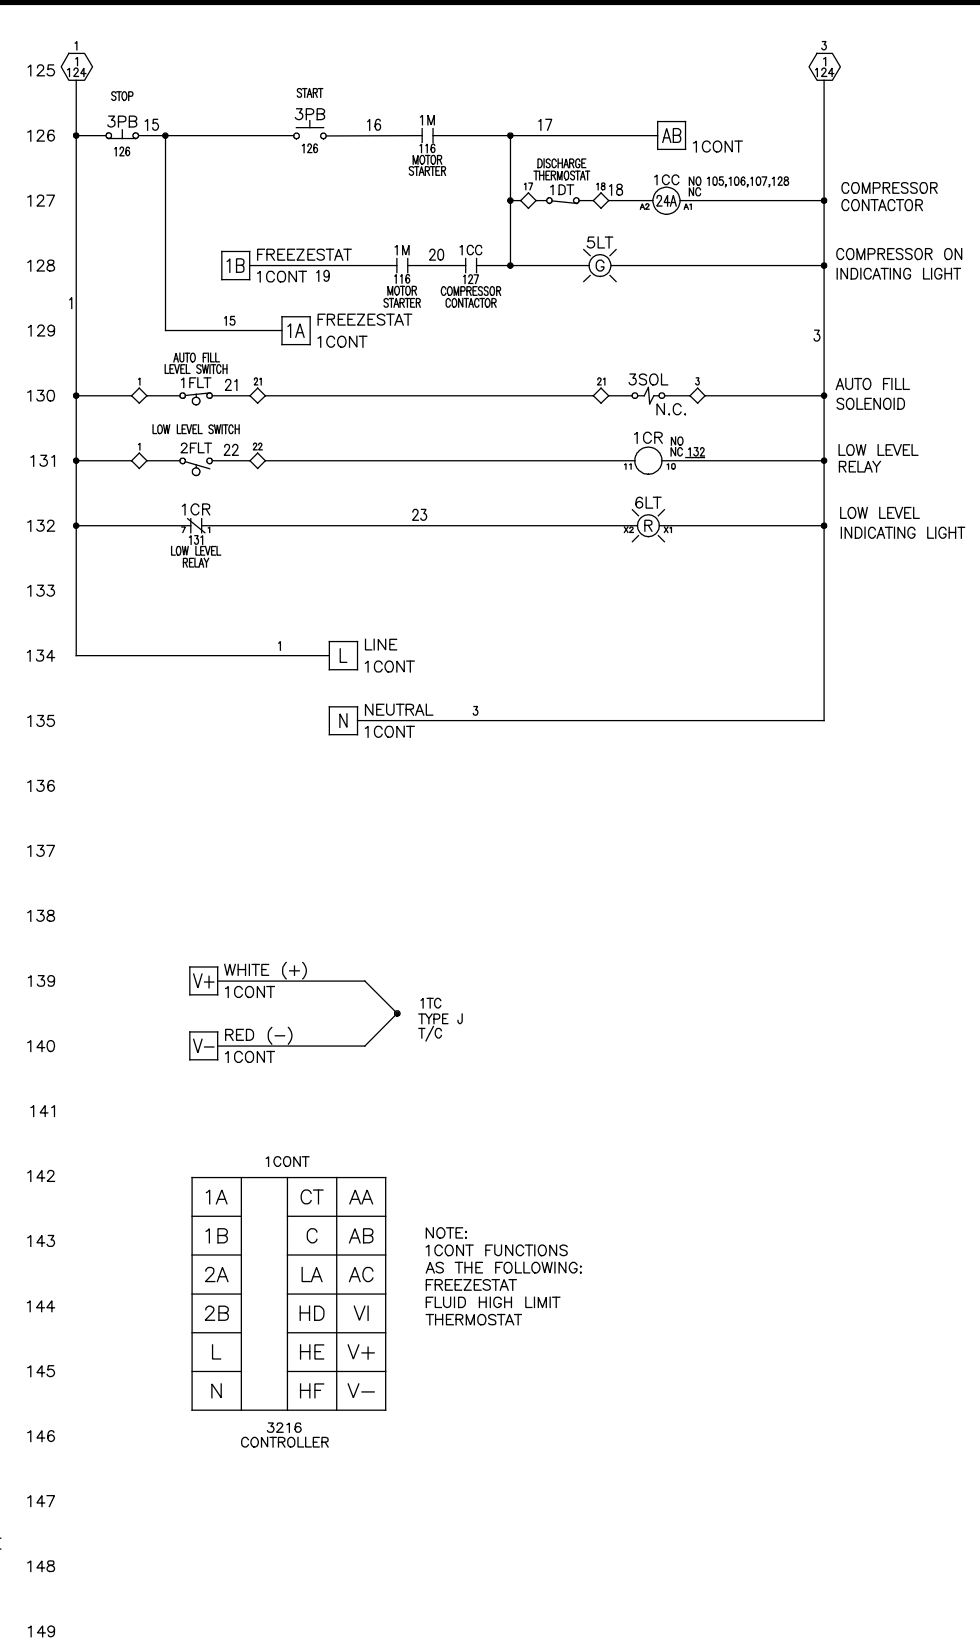 1
3
125
1
124
1
124
STOP
START
3PB 15
3PB
16
1M
17
126
AB
1CONT
126
126
116
MOTOR
STARTER
DISCHARGE
THERMOSTAT
127
17
1DT
18
18
1CC NO 105,106,107,128
NC
A2
24A
A1
COMPRESSOR
CONTACTOR
128
1B
FREEZESTAT
1CONT 19
1M
20
1CC
5LT
G
COMPRESSOR ON
INDICATING LIGHT
116
MOTOR
STARTER
127
COMPRESSOR
CONTACTOR
1
129
15
1A
FREEZESTAT
1CONT
3
AUTO FILL
LEVEL SWITCH
130
1
1FLT
21
21
21
3SOL
3
N.C.
AUTO FILL
SOLENOID
LOW LEVEL SWITCH
131
1
2FLT
22
22
1CR NO
NC 132
11
10
LOW LEVEL
RELAY
132
1CR
7
1
131
LOW LEVEL
RELAY
23
6LT
X2
R
X1
LOW LEVEL
INDICATING LIGHT
133
134
1
L
LINE
1CONT
135
N
NEUTRAL
1CONT
3
136
137
138
139
V+
WHITE (+)
1CONT
1TC
TYPE J
T/C
140
V−
RED (−)
1CONT
141
142
1CONT
1A CT AA
143
1B C AB
2A LA AC
144
2B HD VI
L HE V+
145
N HF V−
NOTE:
1CONT FUNCTIONS
AS THE FOLLOWING:
FREEZESTAT
FLUID HIGH LIMIT
THERMOSTAT
146
3216
CONTROLLER
147
148
149